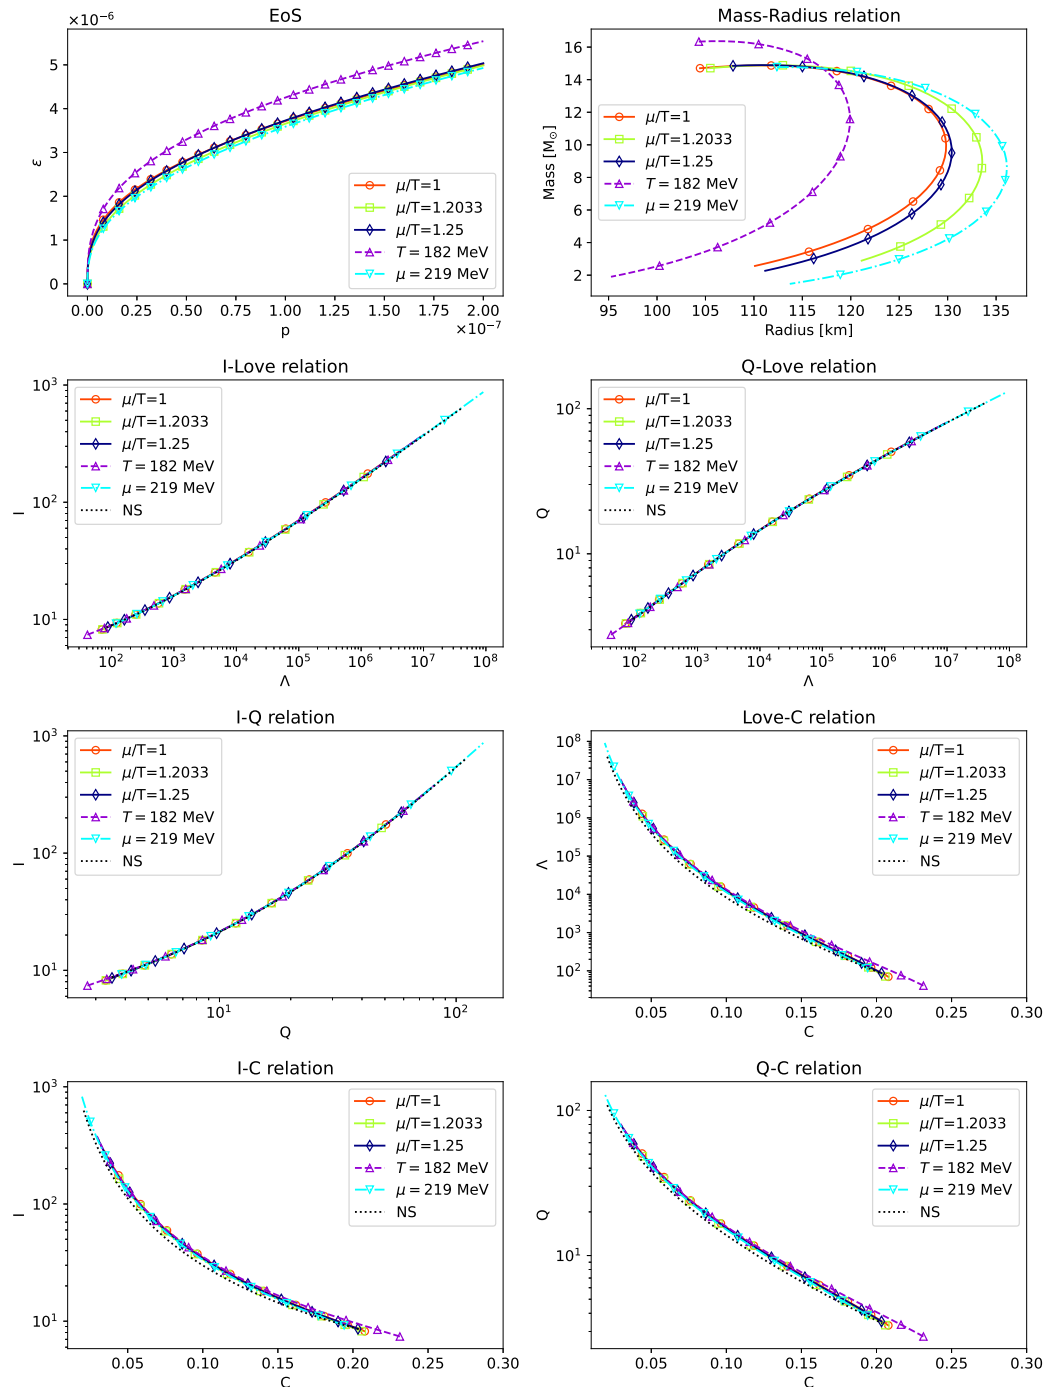 EoS
×10⁻⁶
6
5
4
3
2
1
0
ε
μ/T=1
μ/T=1.2033
μ/T=1.25
T = 182 MeV
μ = 219 MeV
0.00 0.25 0.50 0.75 1.00 1.25 1.50 1.75 2.00
p
×10⁻⁷
Mass-Radius relation
16
14
12
10
8
6
4
2
Mass [M⊙]
μ/T=1
μ/T=1.2033
μ/T=1.25
T = 182 MeV
μ = 219 MeV
95 100 105 110 115 120 125 130 135
Radius [km]
I-Love relation
10³
10²
10¹
I
μ/T=1
μ/T=1.2033
μ/T=1.25
T = 182 MeV
μ = 219 MeV
NS
10² 10³ 10⁴ 10⁵ 10⁶ 10⁷ 10⁸
Λ
Q-Love relation
10²
10¹
Q
μ/T=1
μ/T=1.2033
μ/T=1.25
T = 182 MeV
μ = 219 MeV
NS
10² 10³ 10⁴ 10⁵ 10⁶ 10⁷ 10⁸
Λ
I-Q relation
10³
10²
10¹
I
μ/T=1
μ/T=1.2033
μ/T=1.25
T = 182 MeV
μ = 219 MeV
NS
10¹ 10²
Q
Love-C relation
10⁸
10⁷
10⁶
10⁵
10⁴
10³
10²
Λ
μ/T=1
μ/T=1.2033
μ/T=1.25
T = 182 MeV
μ = 219 MeV
NS
0.05 0.10 0.15 0.20 0.25 0.30
C
I-C relation
10³
10²
10¹
I
μ/T=1
μ/T=1.2033
μ/T=1.25
T = 182 MeV
μ = 219 MeV
NS
0.05 0.10 0.15 0.20 0.25 0.30
C
Q-C relation
10²
10¹
Q
μ/T=1
μ/T=1.2033
μ/T=1.25
T = 182 MeV
μ = 219 MeV
NS
0.05 0.10 0.15 0.20 0.25 0.30
C